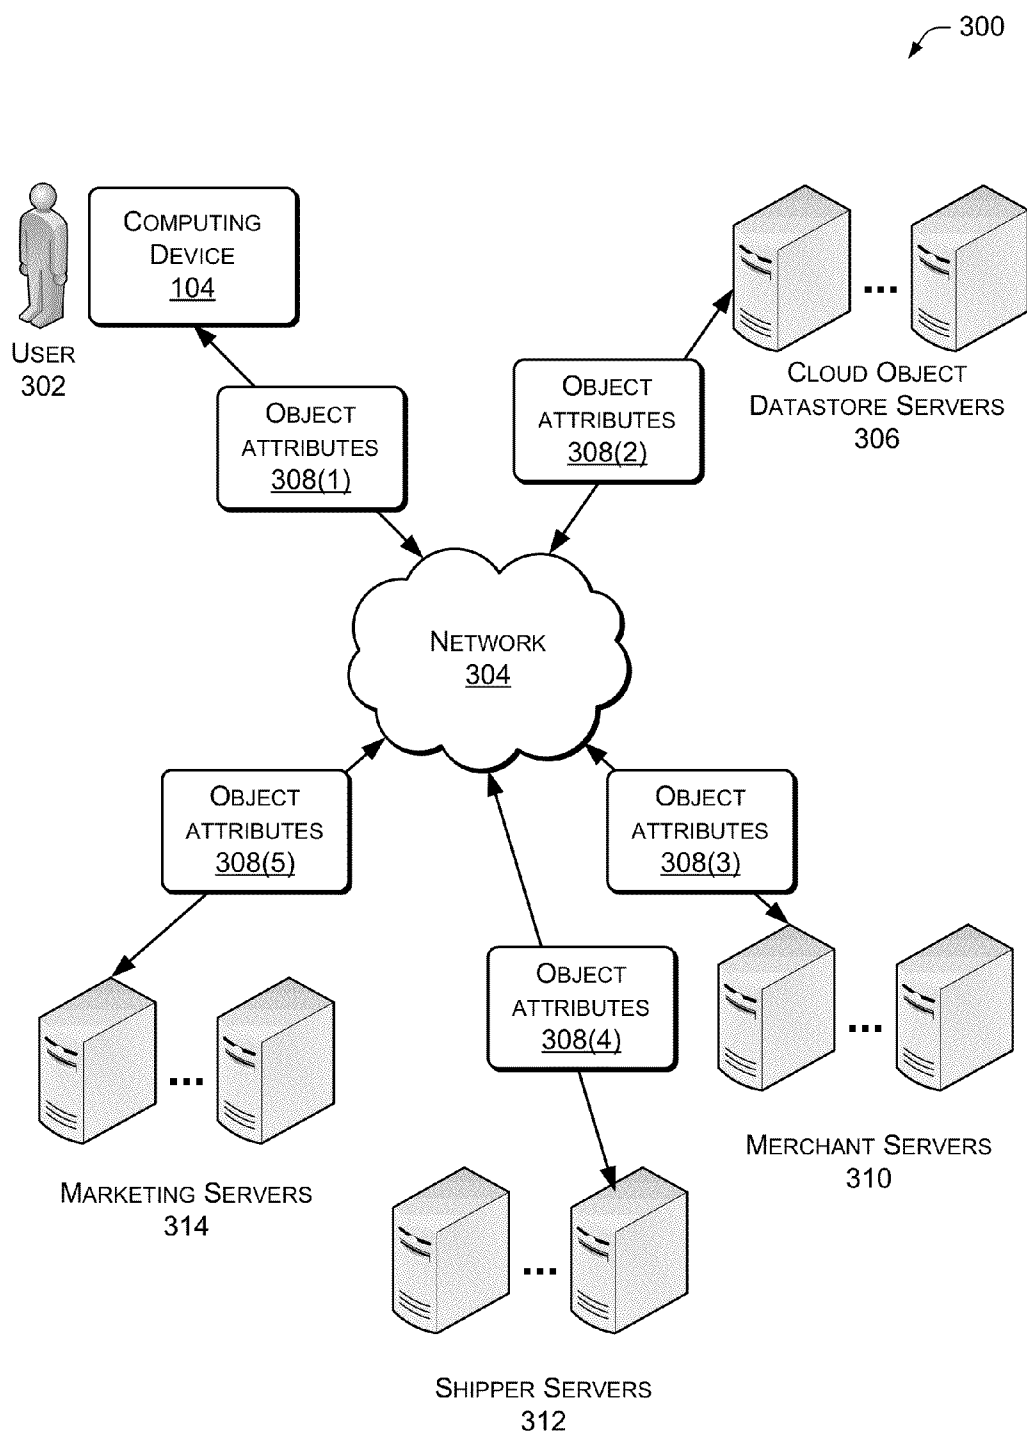 300
COMPUTING
DEVICE
104
USER
302
OBJECT
ATTRIBUTES
308(1)
OBJECT
ATTRIBUTES
308(2)
CLOUD OBJECT
DATASTORE SERVERS
306
NETWORK
304
OBJECT
ATTRIBUTES
308(5)
OBJECT
ATTRIBUTES
308(3)
OBJECT
ATTRIBUTES
308(4)
MARKETING SERVERS
314
MERCHANT SERVERS
310
SHIPPER SERVERS
312